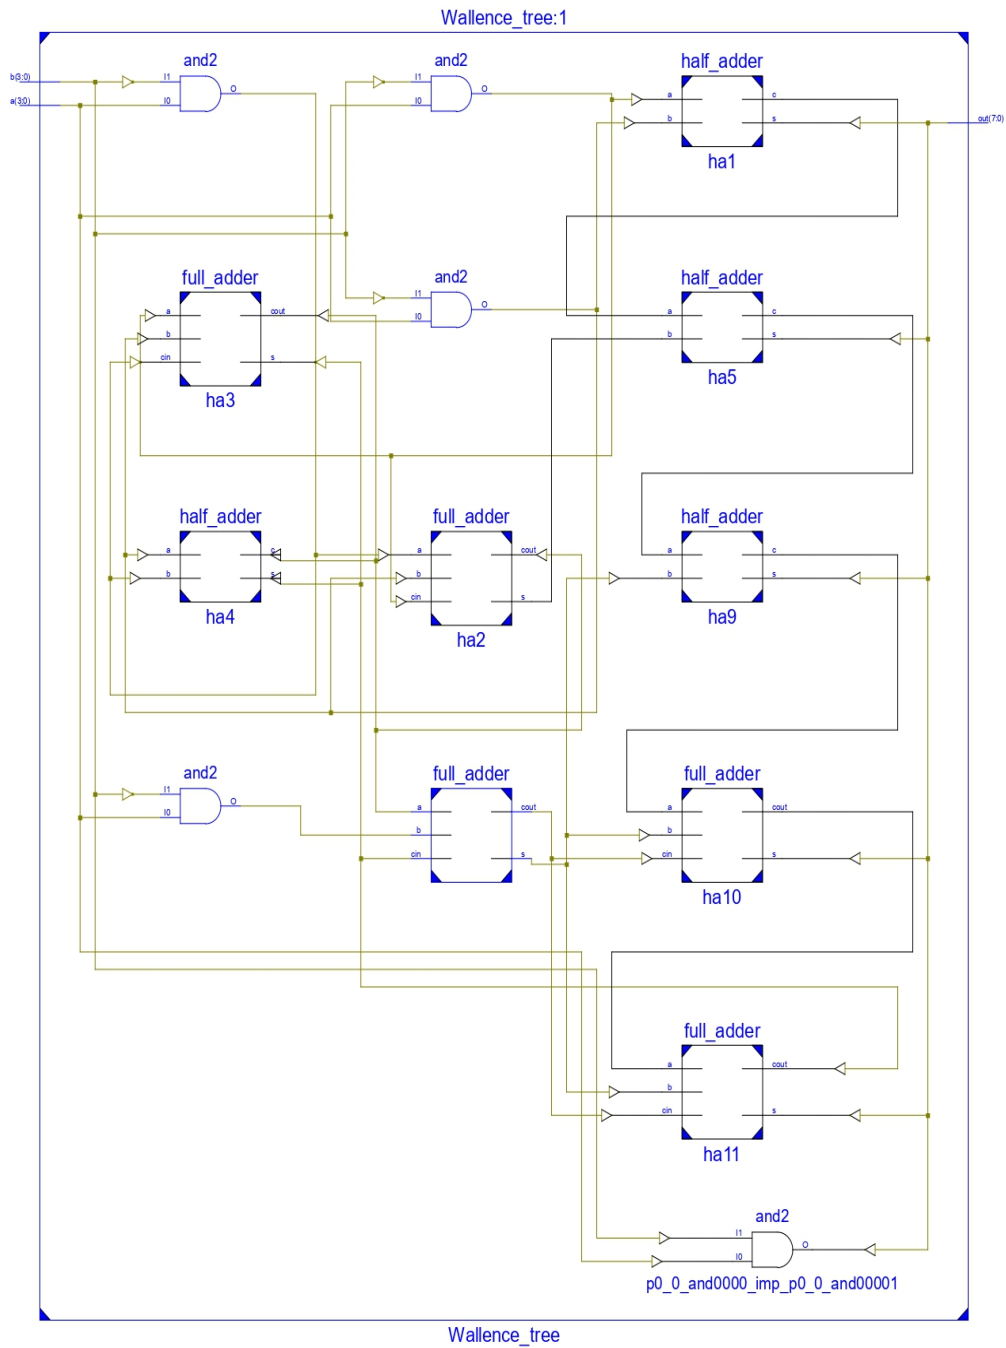 Wallence_tree:1
b(3:0)
a(3:0)
out(7:0)
and2
I1
I0
O
and2
I1
I0
O
half_adder
a
b
c
s
ha1
full_adder
a
b
cin
cout
s
ha3
and2
I1
I0
O
half_adder
a
b
c
s
ha5
half_adder
a
b
c
s
ha4
full_adder
a
b
cin
cout
s
ha2
half_adder
a
b
c
s
ha9
and2
I1
I0
O
full_adder
a
b
cin
cout
s
full_adder
a
b
cin
cout
s
ha10
full_adder
a
b
cin
cout
s
ha11
and2
I1
I0
O
p0_0_and0000_imp_p0_0_and00001
Wallence_tree